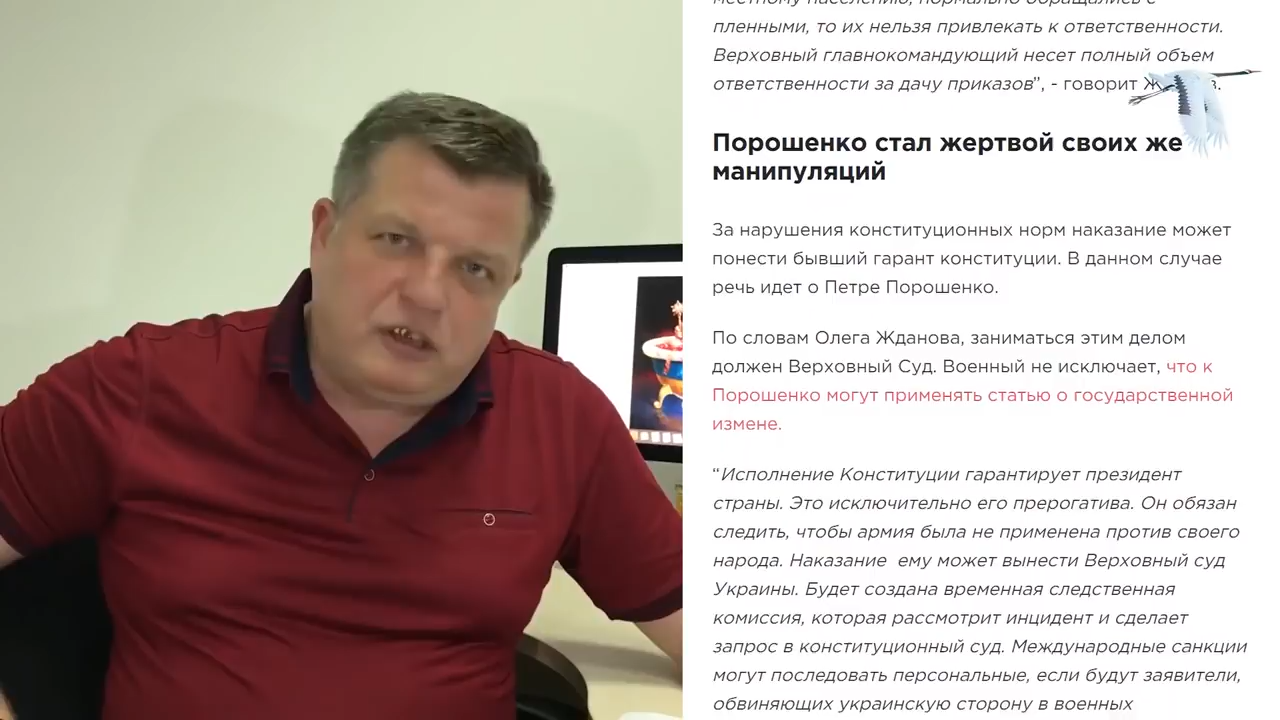 местному населению, нормально обращались с
пленными, то их нельзя привлекать к ответственности.
Верховный главнокомандующий несет полный объем
ответственности за дачу приказов”, - говорит
Порошенко стал жертвой своих же
манипуляций
За нарушения конституционных норм наказание может
понести бывший гарант конституции. В данном случае
речь идет о Петре Порошенко.
По словам Олега Жданова, заниматься этим делом
должен Верховный Суд. Военный не исключает, что к
Порошенко могут применять статью о государственной
измене.
“Исполнение Конституции гарантирует президент
страны. Это исключительно его прерогатива. Он обязан
следить, чтобы армия была не применена против своего
народа. Наказание  ему может вынести Верховный суд
Украины. Будет создана временная следственная
комиссия, которая рассмотрит инцидент и сделает
запрос в конституционный суд. Международные санкции
могут последовать персональные, если будут заявители,
обвиняющих украинскую сторону в военных